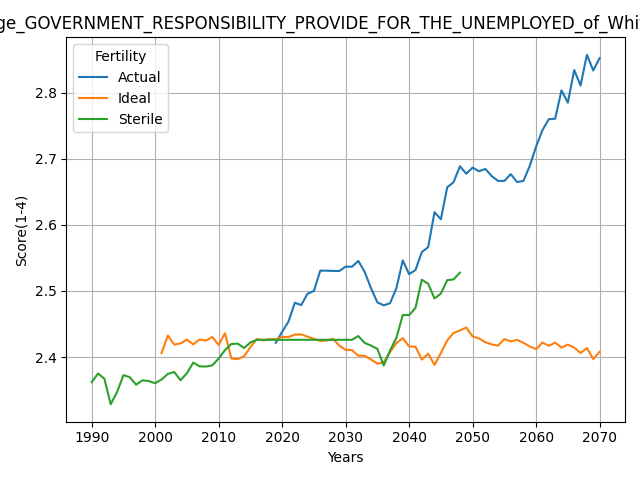 ge_GOVERNMENT_RESPONSIBILITY_PROVIDE_FOR_THE_UNEMPLOYED_of_Whi
Fertility
Actual
Ideal
Sterile
Score(1-4)
2.8
2.7
2.6
2.5
2.4
1990 2000 2010 2020 2030 2040 2050 2060 2070
Years